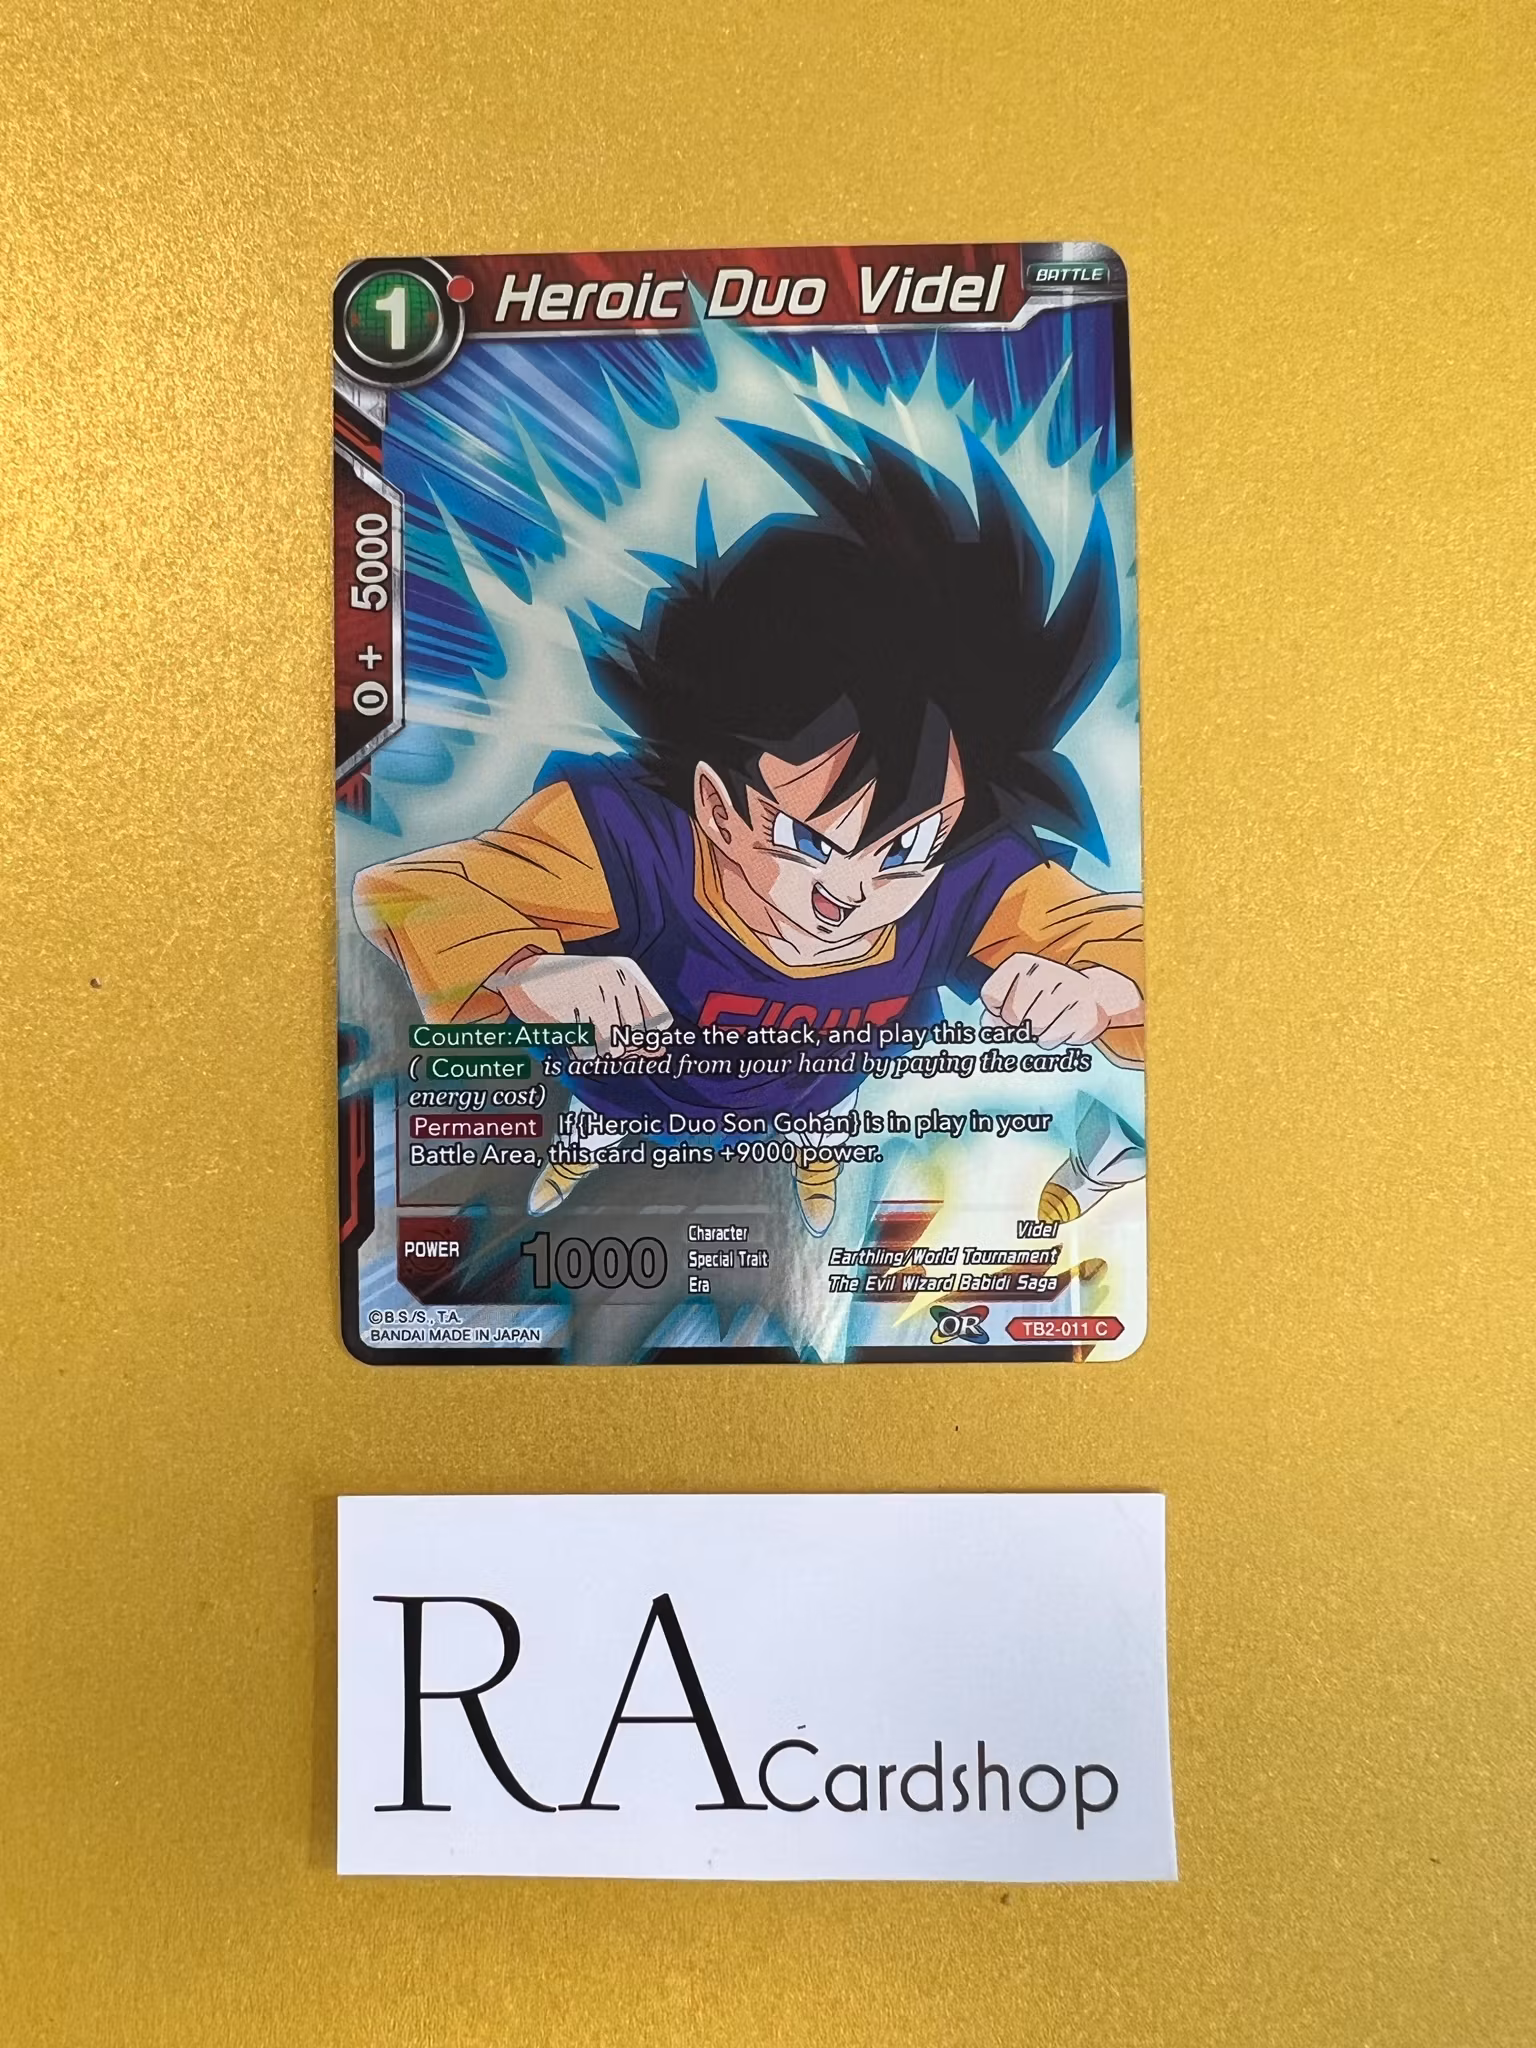 1
Heroic Duo Videl
BATTLE
0 + 5000
FIGHT
Counter:Attack Negate the attack, and play this card.
( Counter is activated from your hand by paying the card's
energy cost)
Permanent If {Heroic Duo Son Gohan} is in play in your
Battle Area, this card gains +9000 power.
POWER 1000
Character Videl
Special Trait Earthling/World Tournament
Era The Evil Wizard Babidi Saga
©B.S./S., T.A.
BANDAI MADE IN JAPAN
OR
TB2-011 C
RA Cardshop